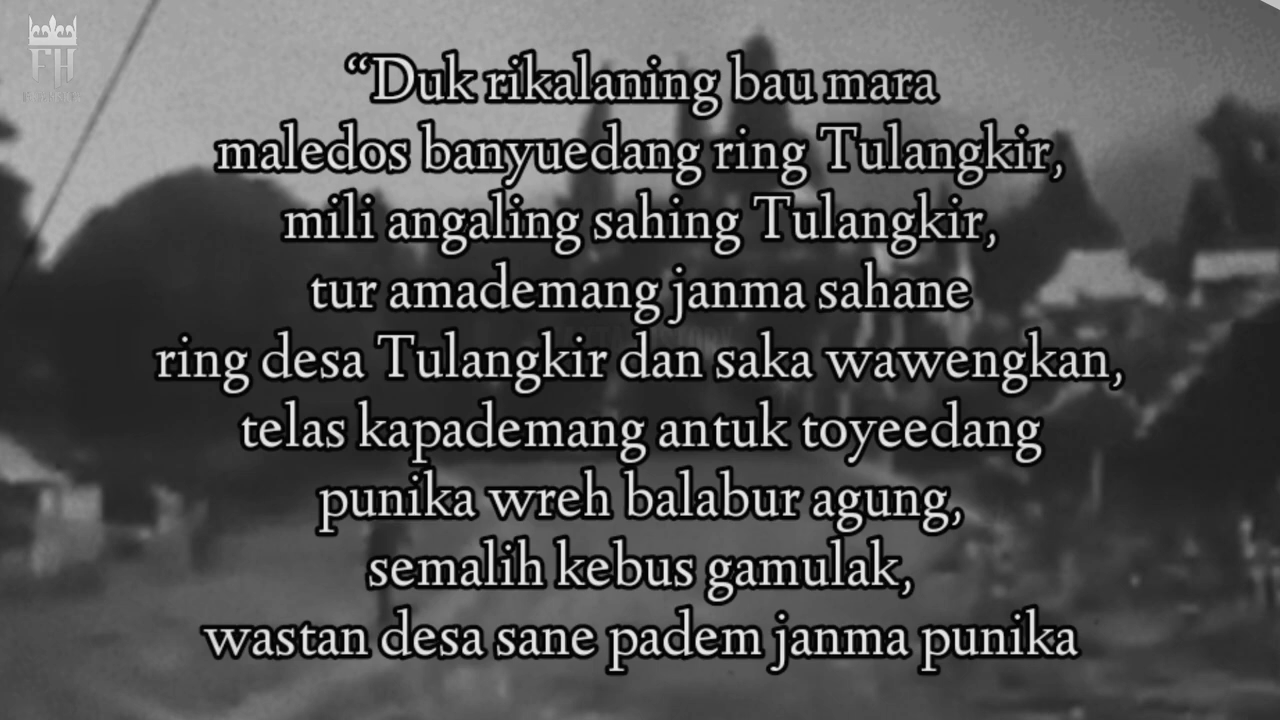 FH
“Duk rikalaning bau mara
maledos banyuedang ring Tulangkir,
mili angaling sahing Tulangkir,
tur amademang janma sahane
ring desa Tulangkir dan saka wawengkan,
telas kapademang antuk toyeedang
punika wreh balabur agung,
semalih kebus gamulak,
wastan desa sane padem janma punika